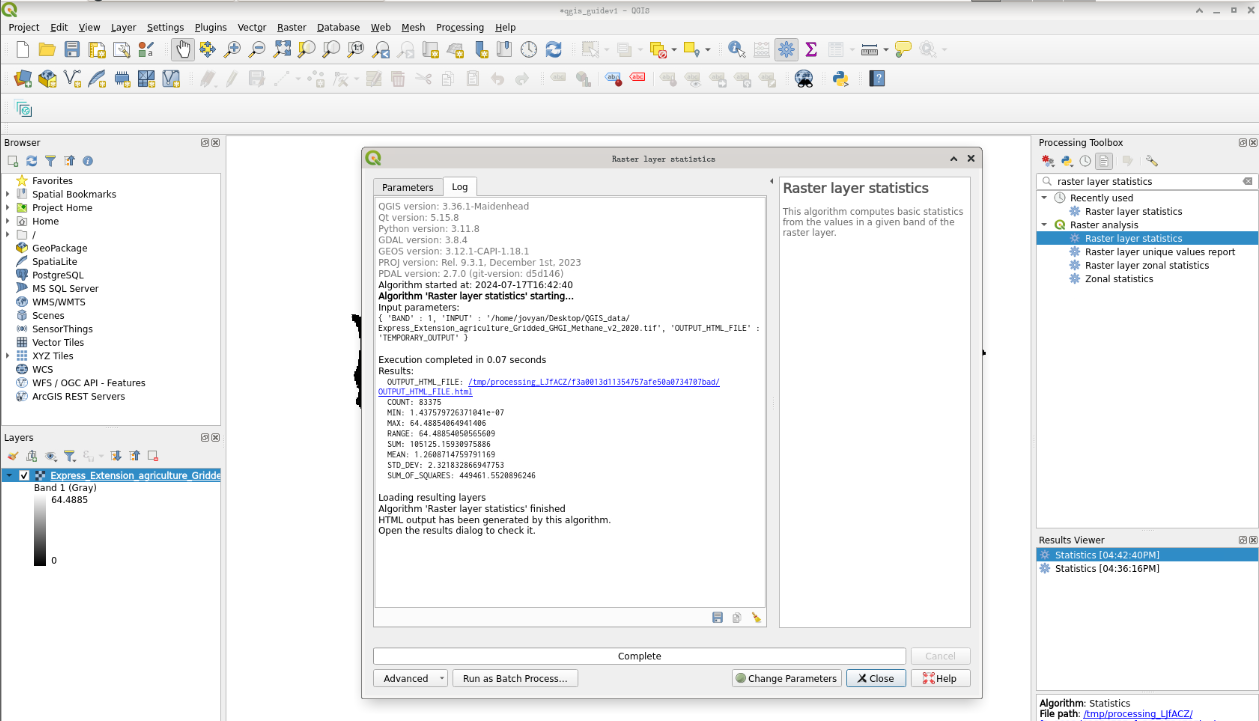 *qgis_guidev1 - QGIS
Project Edit View Layer Settings Plugins Vector Raster Database Web Mesh Processing Help
Browser
Favorites
Spatial Bookmarks
Project Home
Home
/
GeoPackage
SpatiaLite
PostgreSQL
MS SQL Server
WMS/WMTS
Scenes
SensorThings
Vector Tiles
XYZ Tiles
WCS
WFS / OGC API - Features
ArcGIS REST Servers
Layers
Express_Extension_agriculture_Gridde
Band 1 (Gray)
64.4885
0
Raster layer statistics
Parameters Log
QGIS version: 3.36.1-Maidenhead
Qt version: 5.15.8
Python version: 3.11.8
GDAL version: 3.8.4
GEOS version: 3.12.1-CAPI-1.18.1
PROJ version: Rel. 9.3.1, December 1st, 2023
PDAL version: 2.7.0 (git-version: d5d146)
Algorithm started at: 2024-07-17T16:42:40
Algorithm 'Raster layer statistics' starting…
Input parameters:
{ 'BAND' : 1, 'INPUT' : '/home/jovyan/Desktop/QGIS_data/
Express_Extension_agriculture_Gridded_GHGI_Methane_v2_2020.tif', 'OUTPUT_HTML_FILE' :
'TEMPORARY_OUTPUT' }
Execution completed in 0.07 seconds
Results:
OUTPUT_HTML_FILE: /tmp/processing_LJfACZ/f3a0013d11354757afe50a0734707bad/
OUTPUT_HTML_FILE.html
COUNT: 83375
MIN: 1.437579726371041e-07
MAX: 64.48854064941406
RANGE: 64.48854050565609
SUM: 105125.15930975886
MEAN: 1.2608714759791169
STD_DEV: 2.321832866947753
SUM_OF_SQUARES: 449461.5520896246
Loading resulting layers
Algorithm 'Raster layer statistics' finished
HTML output has been generated by this algorithm.
Open the results dialog to check it.
Raster layer statistics
This algorithm computes basic statistics
from the values in a given band of the
raster layer.
Complete
Cancel
Advanced Run as Batch Process… Change Parameters Close Help
Processing Toolbox
raster layer statistics
Recently used
Raster layer statistics
Raster analysis
Raster layer statistics
Raster layer unique values report
Raster layer zonal statistics
Zonal statistics
Results Viewer
Statistics [04:42:40PM]
Statistics [04:36:16PM]
Algorithm: Statistics
File path: /tmp/processing_LJfACZ/